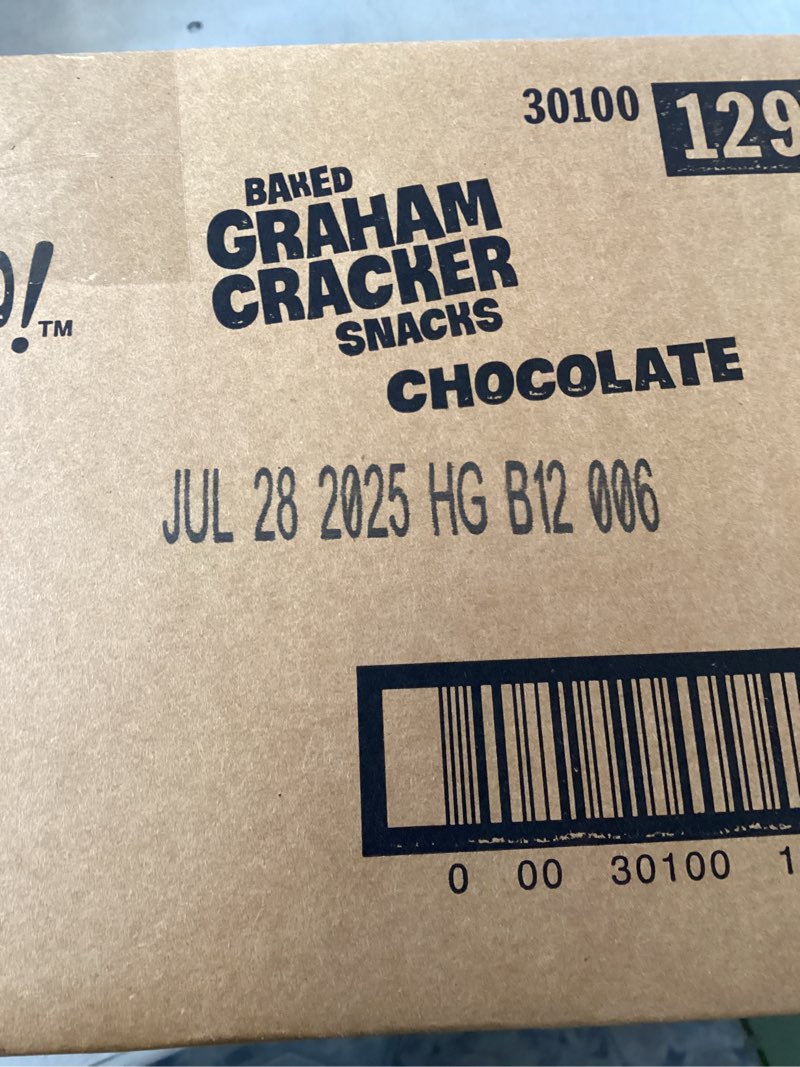 30100 129
BAKED
GRAHAM
CRACKER
SNACKS
!™
CHOCOLATE
JUL 28 2025 HG B12 006
0 00 30100 1